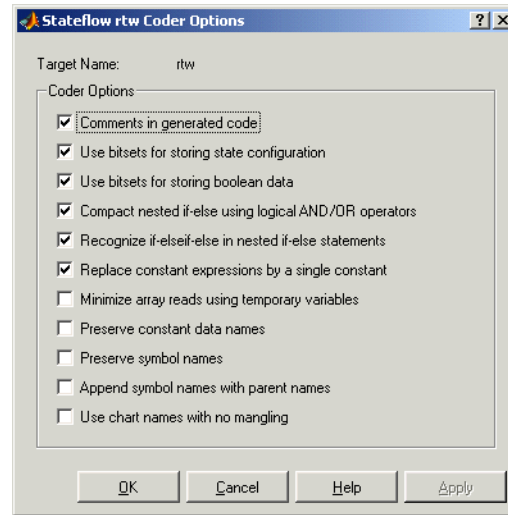 Stateflow rtw Coder Options
Target Name: rtw
Coder Options
Comments in generated code
Use bitsets for storing state configuration
Use bitsets for storing boolean data
Compact nested if-else using logical AND/OR operators
Recognize if-elseif-else in nested if-else statements
Replace constant expressions by a single constant
Minimize array reads using temporary variables
Preserve constant data names
Preserve symbol names
Append symbol names with parent names
Use chart names with no mangling
OK Cancel Help Apply